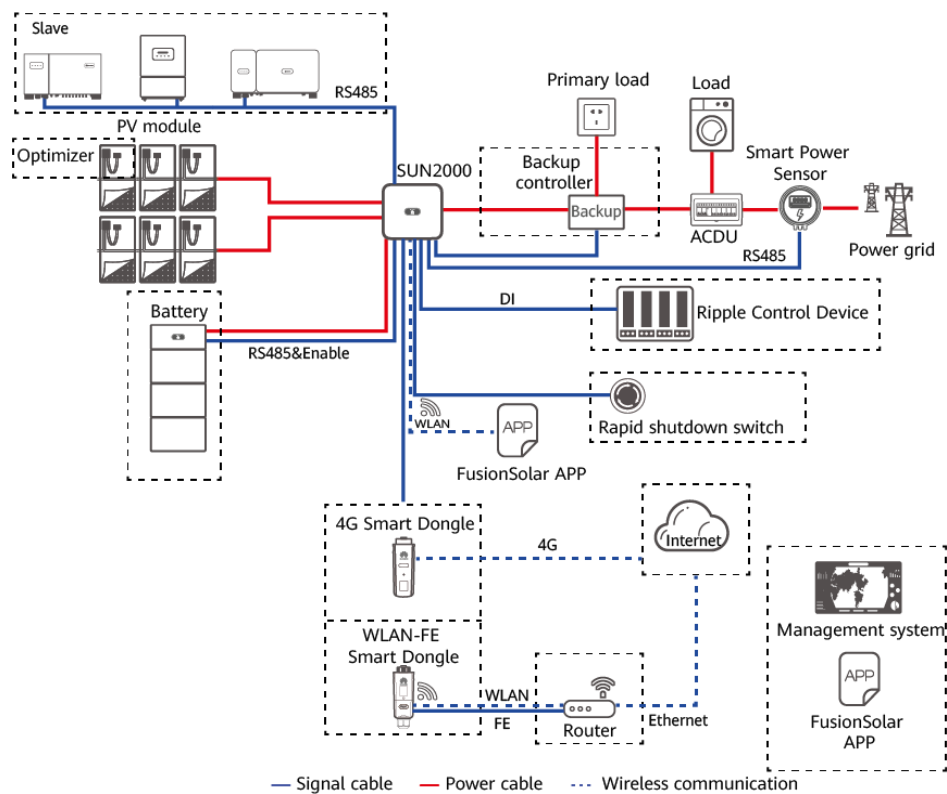 Slave
RS485
PV module
Optimizer
SUN2000
Primary load
Load
Backup
controller
Backup
ACDU
Smart Power
Sensor
Power grid
RS485
DI
Ripple Control Device
Battery
RS485&Enable
WLAN
APP
FusionSolar APP
Rapid shutdown switch
4G Smart Dongle
4G
Internet
WLAN-FE
Smart Dongle
WLAN
FE
Router
Ethernet
Management system
APP
FusionSolar
APP
Signal cable
Power cable
Wireless communication